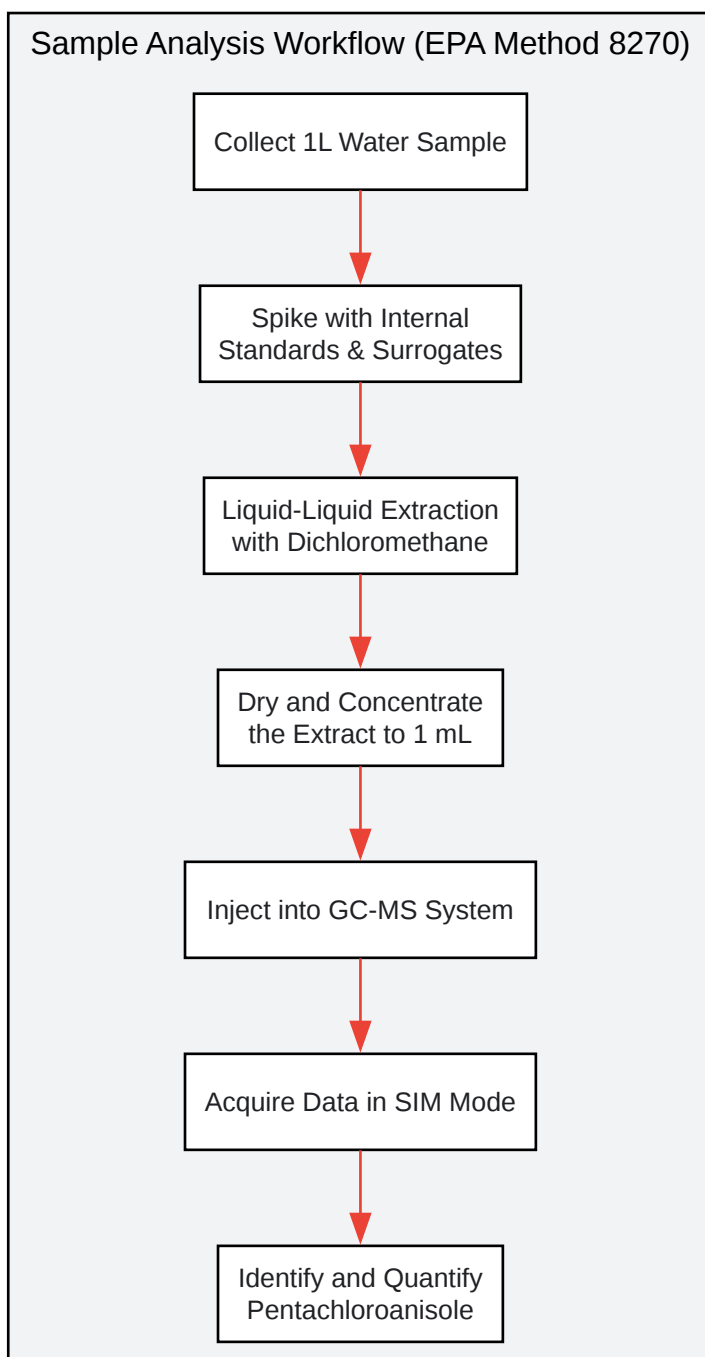 Sample Analysis Workflow (EPA Method 8270)
Collect 1L Water Sample
Spike with Internal
Standards & Surrogates
Liquid-Liquid Extraction
with Dichloromethane
Dry and Concentrate
the Extract to 1 mL
Inject into GC-MS System
Acquire Data in SIM Mode
Identify and Quantify
Pentachloroanisole